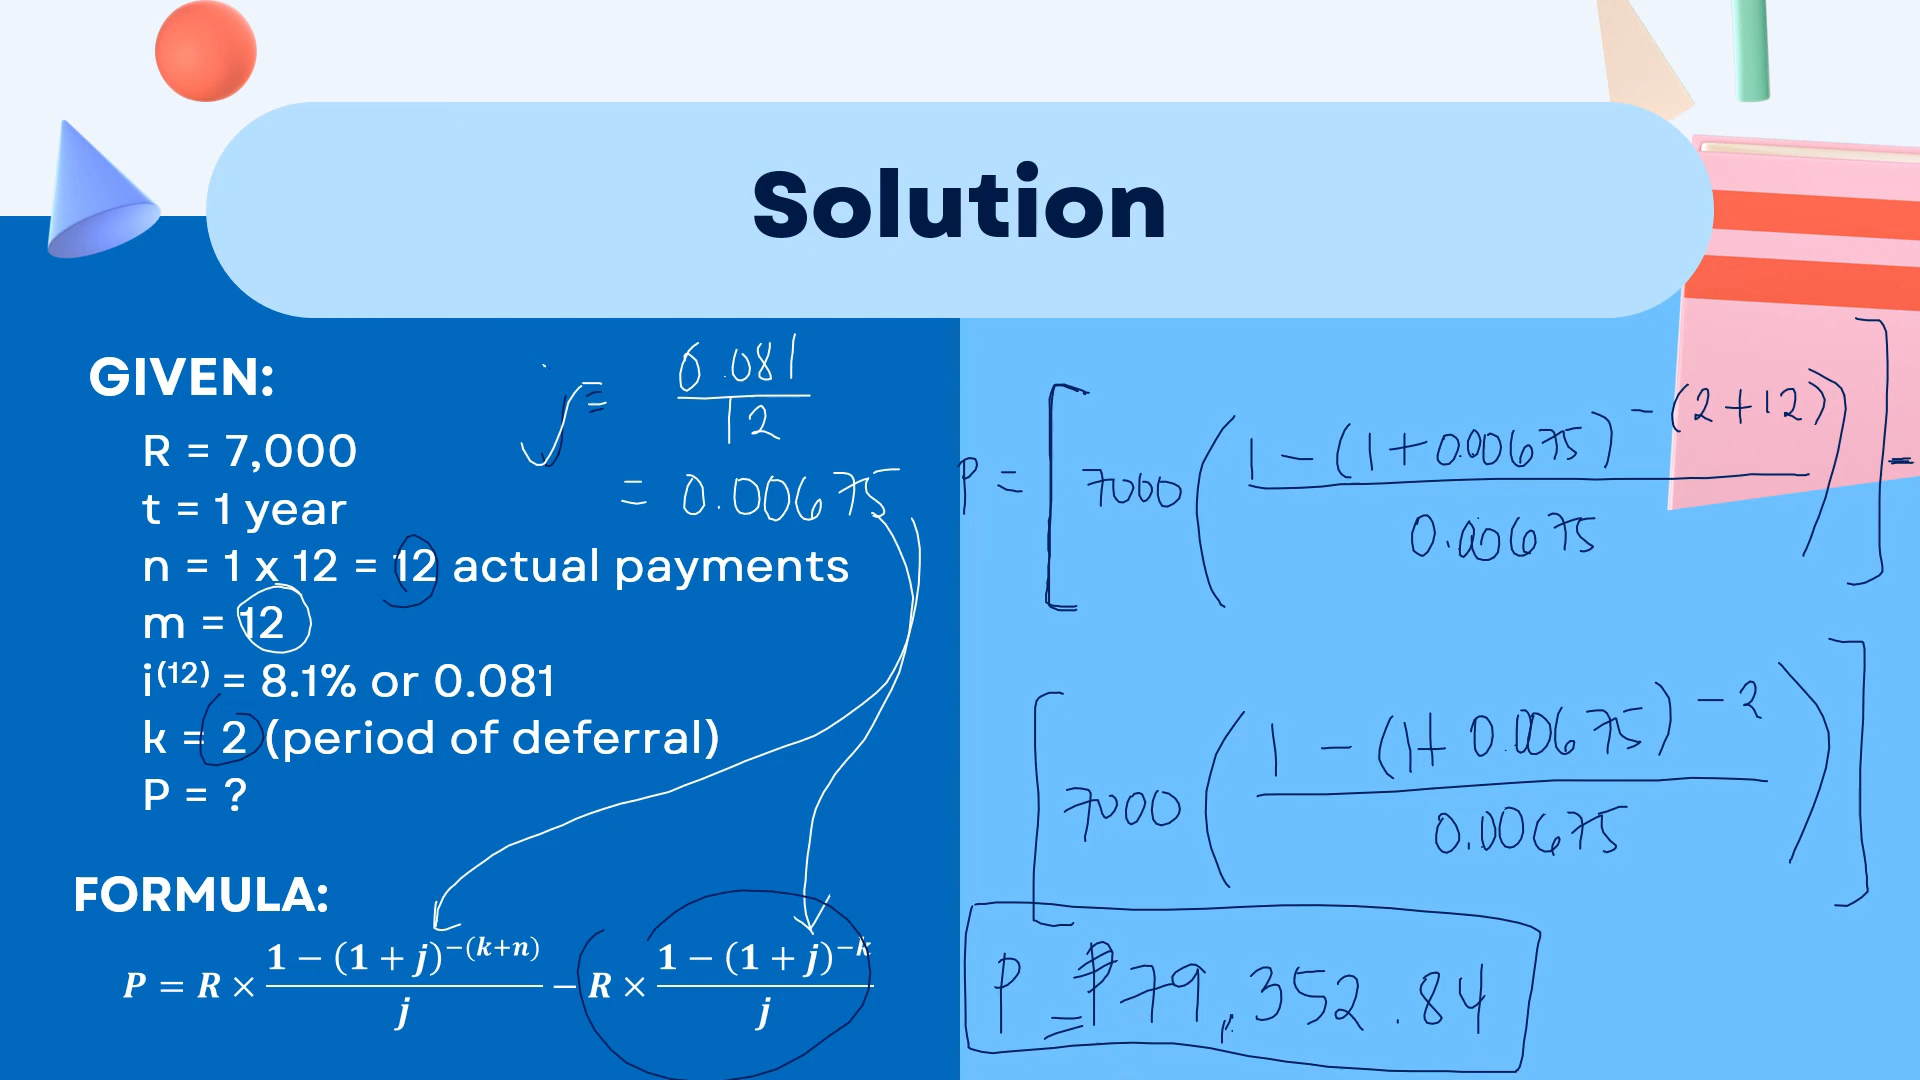 Solution
GIVEN:
R = 7,000
t = 1 year
n = 1 x 12 = 12 actual payments
m = 12
i(12) = 8.1% or 0.081
k = 2 (period of deferral)
P = ?
j = 0.081 / 12
= 0.00675
FORMULA:
P = R × 1 − (1 + j)^−(k+n) / j − R × 1 − (1 + j)^−k / j
P = [7000 (1 − (1 + 0.00675)^−(2+12) / 0.00675)] −
[7000 (1 − (1 + 0.00675)^−2 / 0.00675)]
P = ₱79,352.84